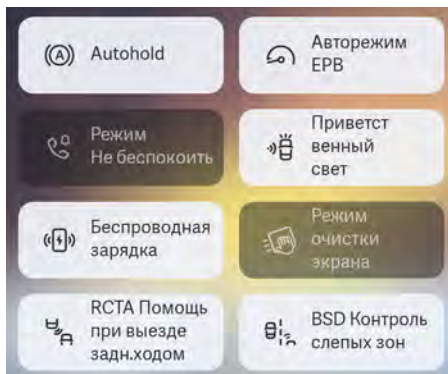 Autohold
Авторежим
EPB
Режим
Не беспокоить
Приветст
венный
свет
Беспроводная
зарядка
Режим
очистки
экрана
RCTA Помощь
при выезде
задн.ходом
BSD Контроль
слепых зон